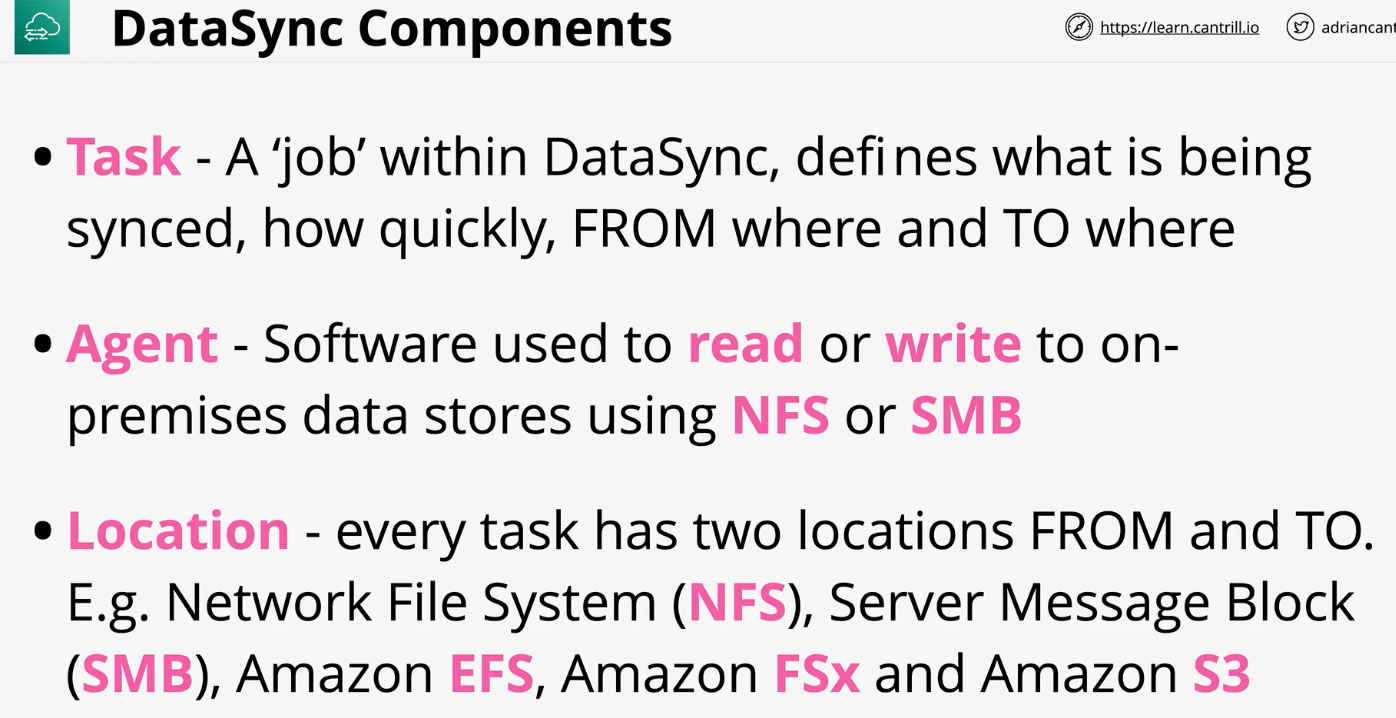 DataSync Components
https://learn.cantrill.io
adriancant
• Task - A ‘job’ within DataSync, defines what is being
synced, how quickly, FROM where and TO where
• Agent - Software used to read or write to on-
premises data stores using NFS or SMB
• Location - every task has two locations FROM and TO.
E.g. Network File System (NFS), Server Message Block
(SMB), Amazon EFS, Amazon FSx and Amazon S3